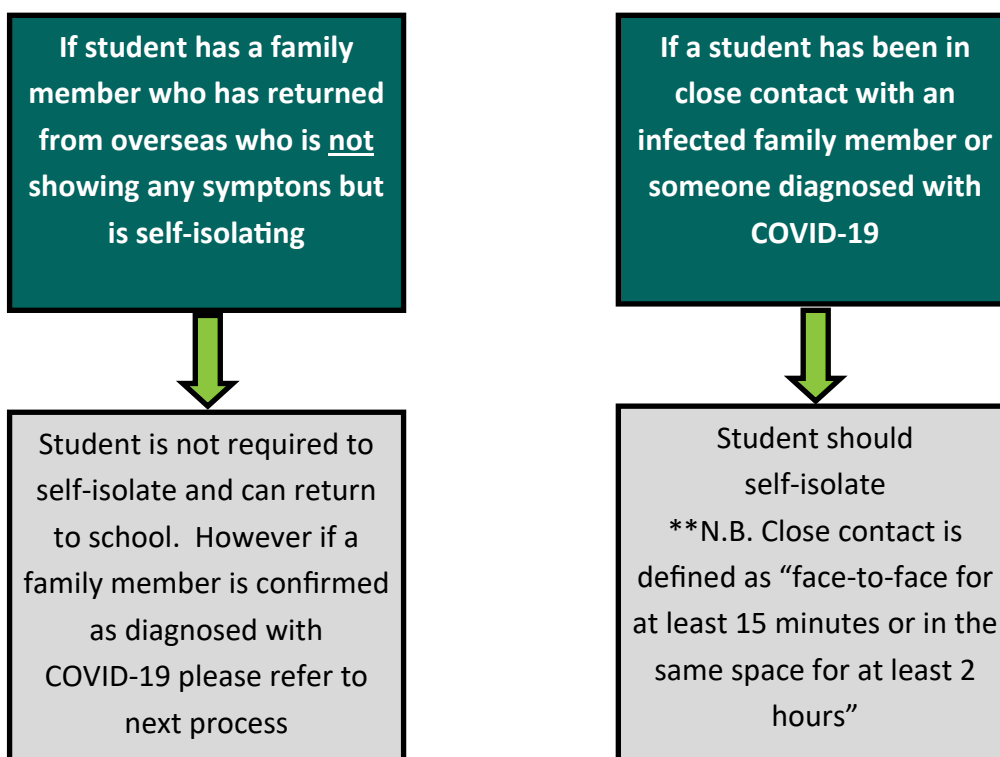 If student has a family
member who has returned
from overseas who is not
showing any symptons but
is self-isolating
Student is not required to
self-isolate and can return
to school.  However if a
family member is confirmed
as diagnosed with
COVID-19 please refer to
next process
If a student has been in
close contact with an
infected family member or
someone diagnosed with
COVID-19
Student should
self-isolate
**N.B. Close contact is
defined as “face-to-face for
at least 15 minutes or in the
same space for at least 2
hours”